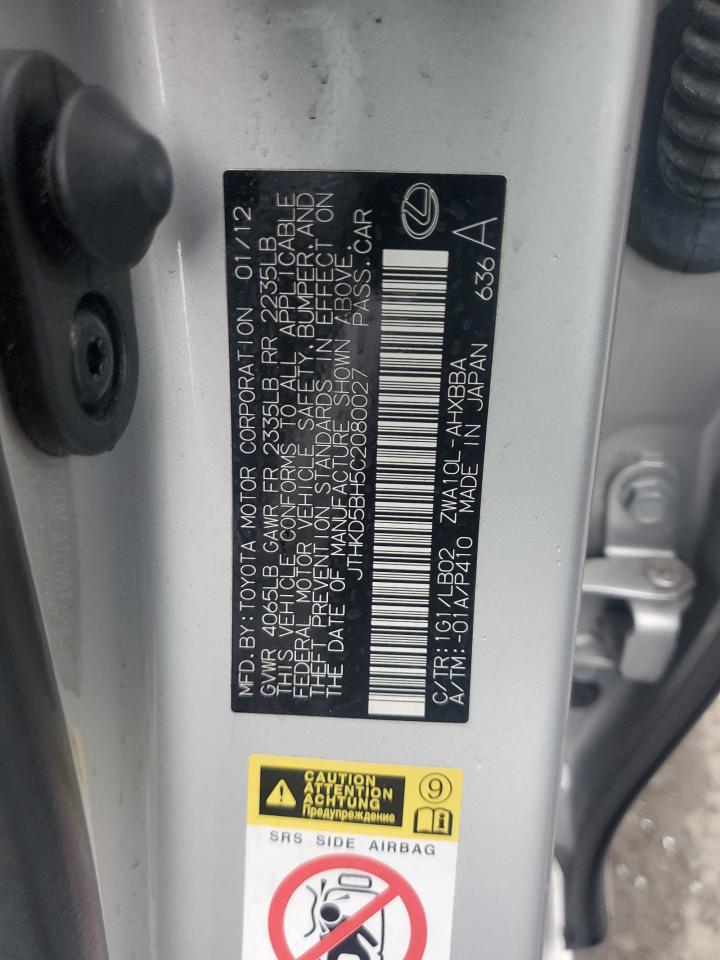 MFD.BY:TOYOTA MOTOR CORPORATION 01/12
GVWR 4065LB GAWR FR 2335LB RR 2235LB
THIS VEHICLE CONFORMS TO ALL APPLICABLE
FEDERAL MOTOR VEHICLE SAFETY,BUMPER,AND
THEFT PREVENTION STANDARDS IN EFFECT ON
THE DATE OF MANUFACTURE SHOWN ABOVE.
JTHKD5BH5C2080027 PASS.CAR
C/TR:1G1/LB02 ZWA10L-AHXBBA
A/TM:-01A/P410 MADE IN JAPAN 636 A
CAUTION
ATTENTION
ACHTUNG
Предупреждение
9
SRS SIDE AIRBAG